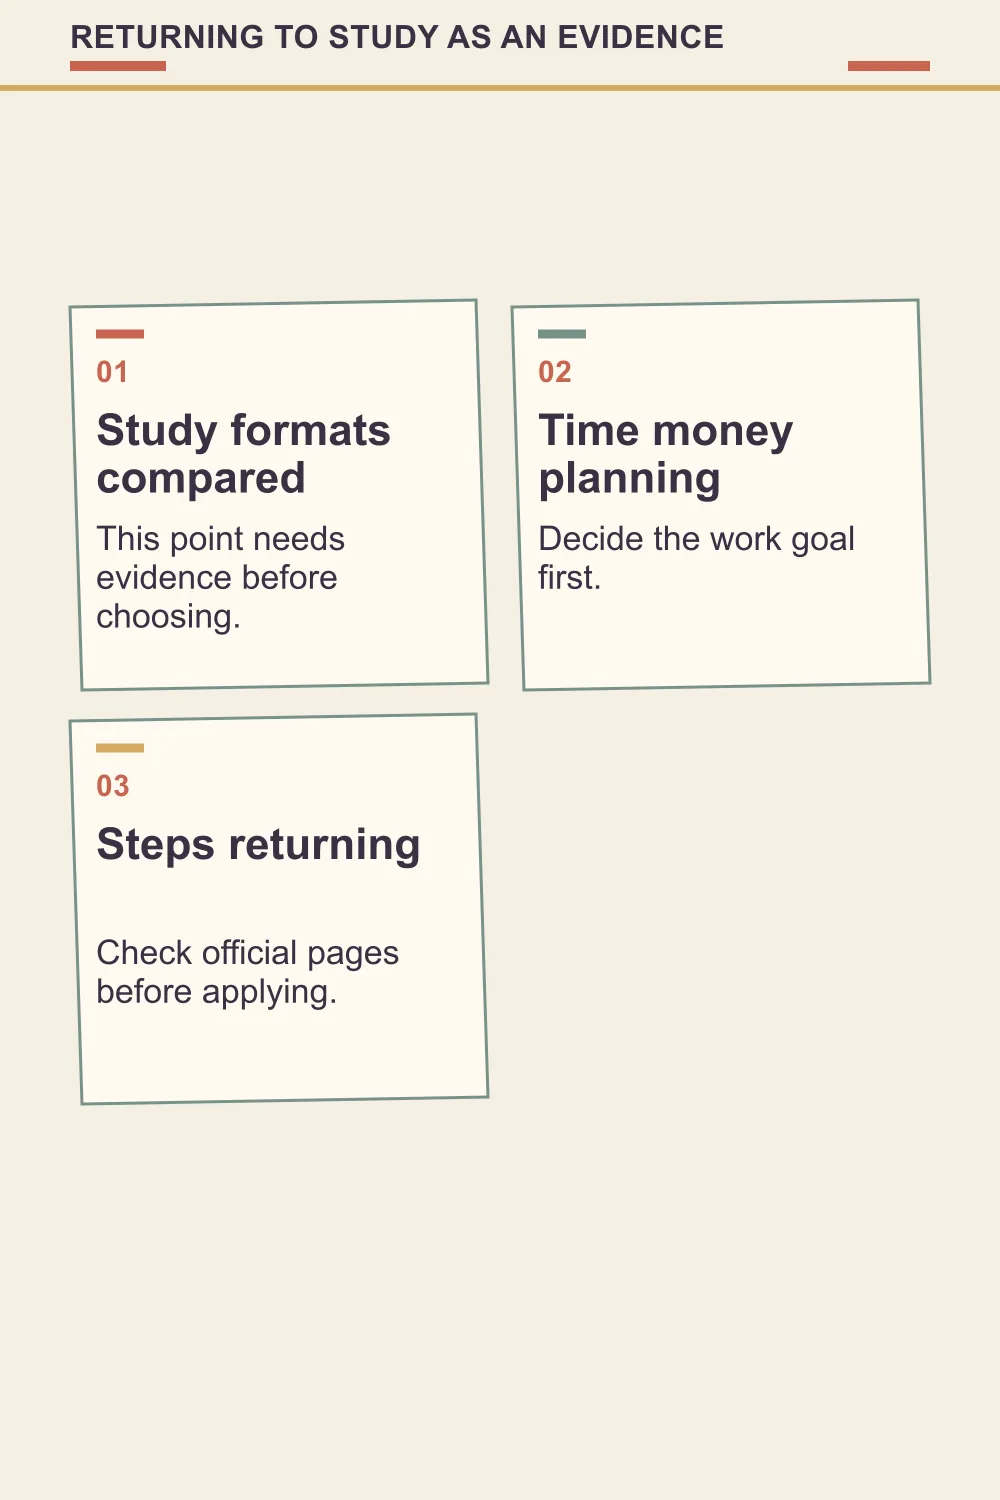 RETURNING TO STUDY AS AN EVIDENCE
01
Study formats
compared
This point needs
evidence before
choosing.
02
Time money
planning
Decide the work goal
first.
03
Steps returning
Check official pages
before applying.